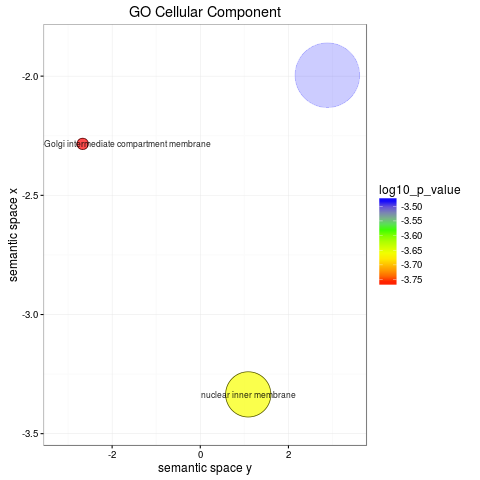 GO Cellular Component
-2.0
-2.5
-3.0
-3.5
semantic space x
Golgi intermediate compartment membrane
nuclear inner membrane
-2
0
2
semantic space y
log10_p_value
-3.50
-3.55
-3.60
-3.65
-3.70
-3.75